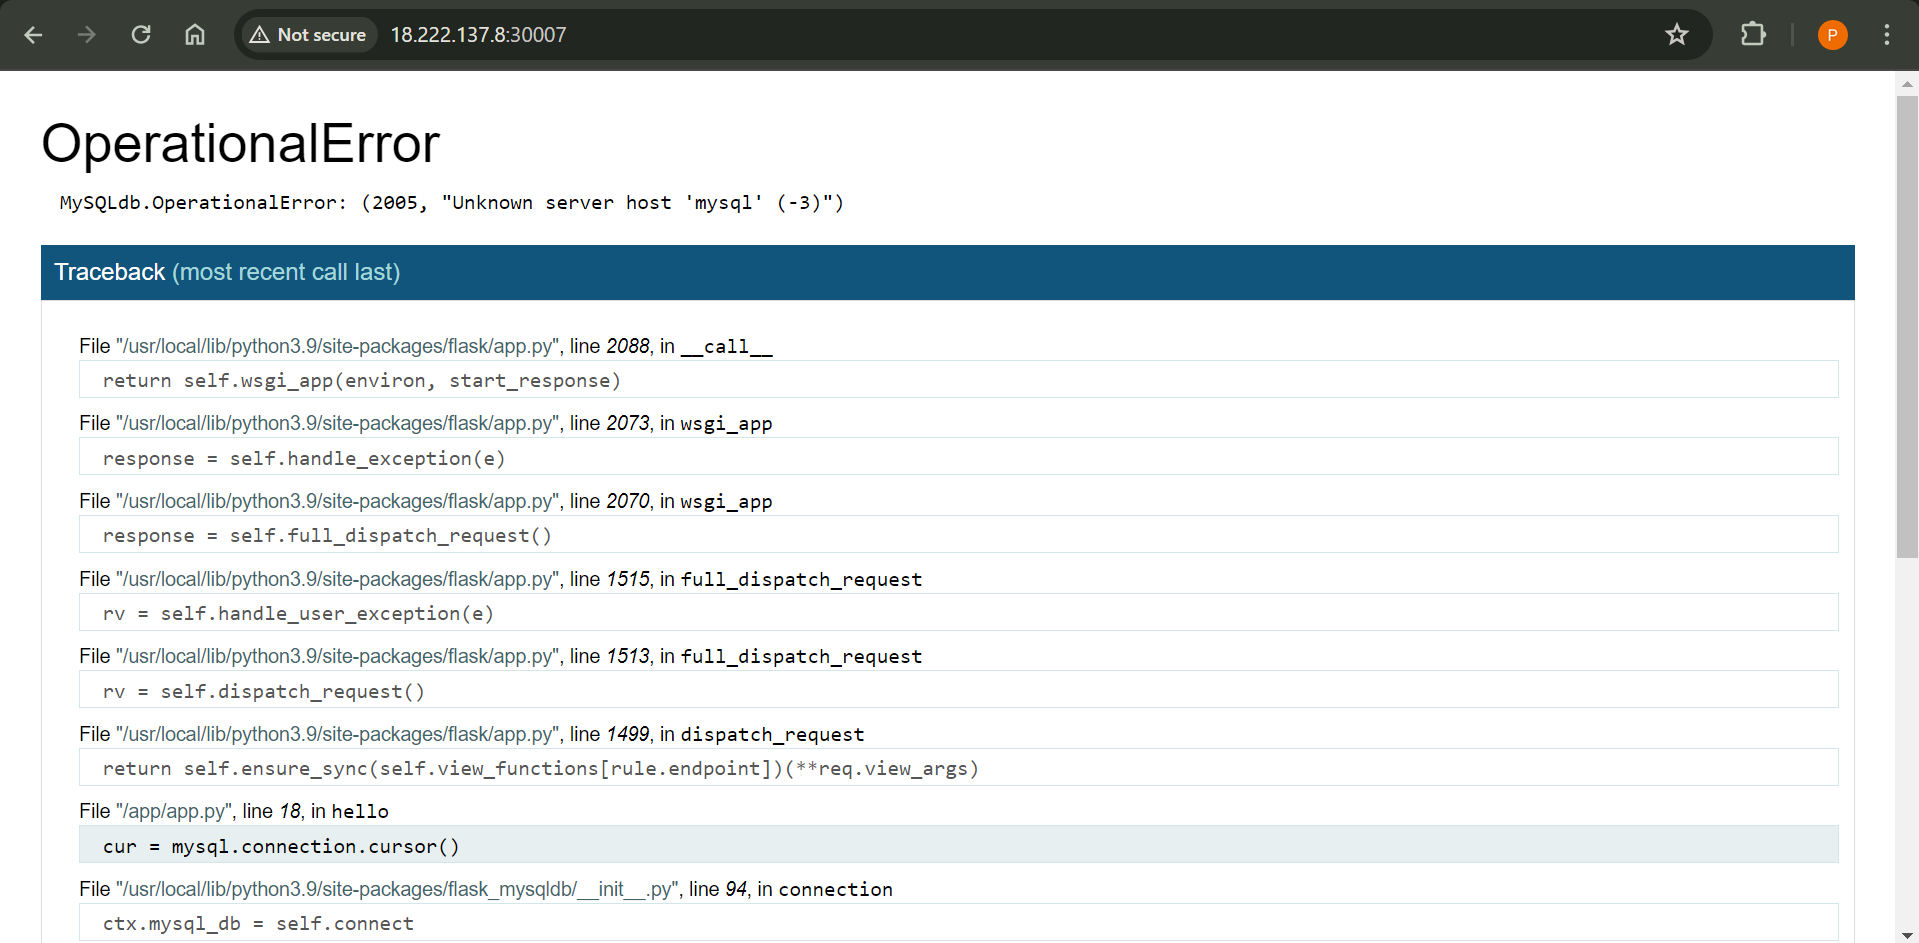 Not secure 18.222.137.8:30007 P
OperationalError
MySQLdb.OperationalError: (2005, "Unknown server host 'mysql' (-3)")
Traceback (most recent call last)
File "/usr/local/lib/python3.9/site-packages/flask/app.py", line 2088, in __call__
return self.wsgi_app(environ, start_response)
File "/usr/local/lib/python3.9/site-packages/flask/app.py", line 2073, in wsgi_app
response = self.handle_exception(e)
File "/usr/local/lib/python3.9/site-packages/flask/app.py", line 2070, in wsgi_app
response = self.full_dispatch_request()
File "/usr/local/lib/python3.9/site-packages/flask/app.py", line 1515, in full_dispatch_request
rv = self.handle_user_exception(e)
File "/usr/local/lib/python3.9/site-packages/flask/app.py", line 1513, in full_dispatch_request
rv = self.dispatch_request()
File "/usr/local/lib/python3.9/site-packages/flask/app.py", line 1499, in dispatch_request
return self.ensure_sync(self.view_functions[rule.endpoint])(**req.view_args)
File "/app/app.py", line 18, in hello
cur = mysql.connection.cursor()
File "/usr/local/lib/python3.9/site-packages/flask_mysqldb/__init__.py", line 94, in connection
ctx.mysql_db = self.connect